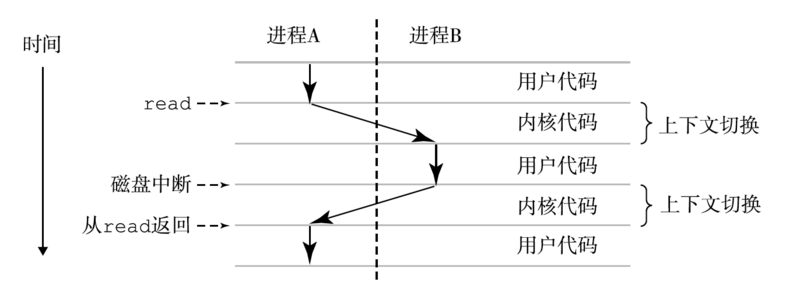 进程A
进程B
时间
用户代码
read
内核代码
上下文切换
用户代码
磁盘中断
内核代码
上下文切换
从read返回
用户代码